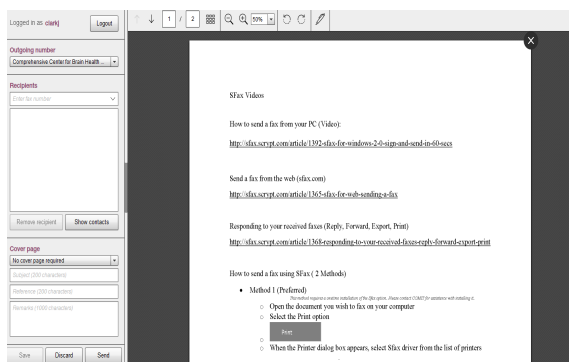 Logged in as clarkj
Logout
Outgoing number
Comprehensive Center for Brain Health ...
Recipients
Enter fax number
Remove recipient
Show contacts
Cover page
No cover page required
Subject (200 characters)
Reference (200 characters)
Remarks (1000 characters)
Save
Discard
Send
1 / 2
50%
X
SFax Videos
How to send a fax from your PC (Video):
http://sfax.scrypt.com/article/1392-sfax-for-windows-2-0-sign-and-send-in-60-secs
Send a fax from the web (sfax.com)
http://sfax.scrypt.com/article/1365-sfax-for-web-sending-a-fax
Responding to your received faxes (Reply, Forward, Export, Print)
http://sfax.scrypt.com/article/1368-responding-to-your-received-faxes-reply-forward-export-print
How to send a fax using SFax ( 2 Methods)
• Method 1 (Preferred)
o Open the document you wish to fax on your computer
o Select the Print option
o Print
o When the Printer dialog box appears, select Sfax driver from the list of printers